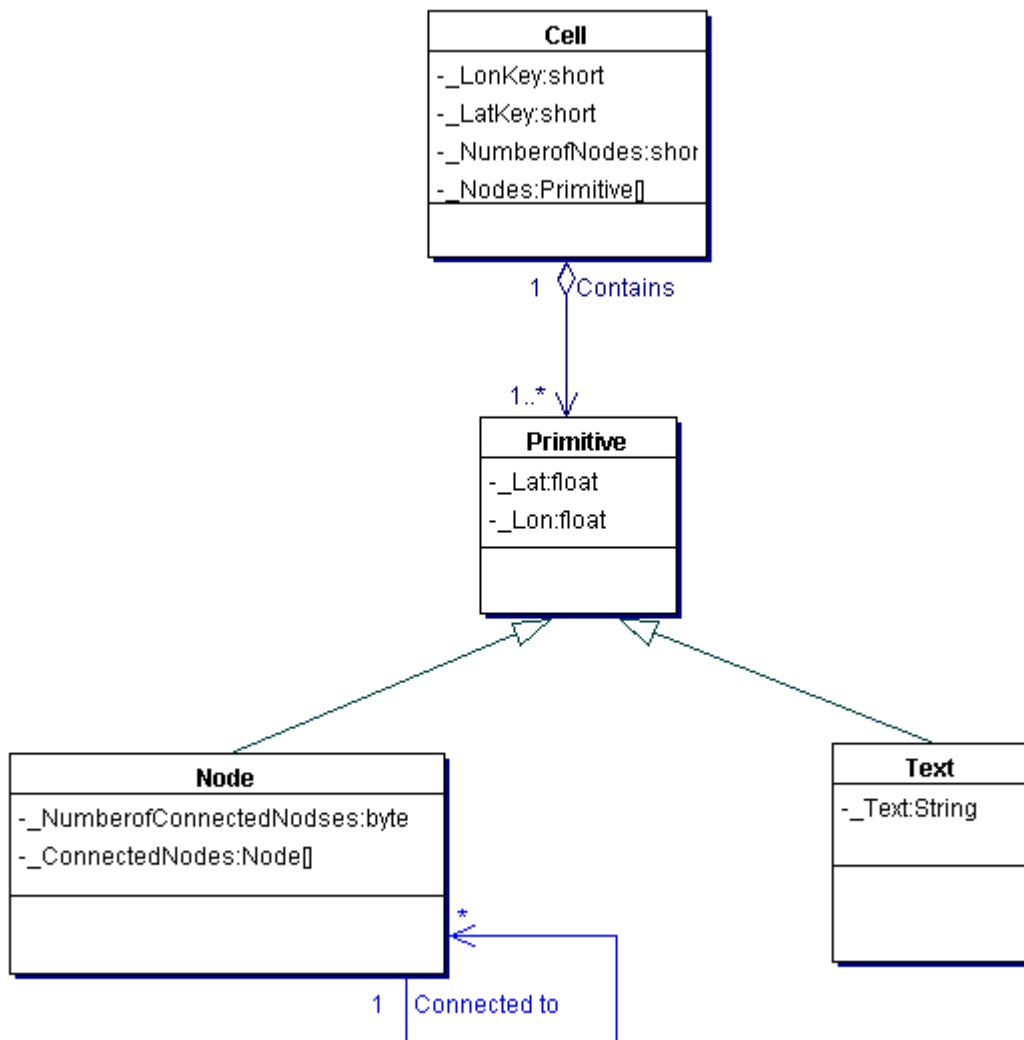 Cell
-_LonKey:short
-_LatKey:short
-_NumberofNodes:shor
-_Nodes:Primitive[]
1 Contains
1..*
Primitive
-_Lat:float
-_Lon:float
Node
-_NumberofConnectedNodses:byte
-_ConnectedNodes:Node[]
Text
-_Text:String
*
1 Connected to